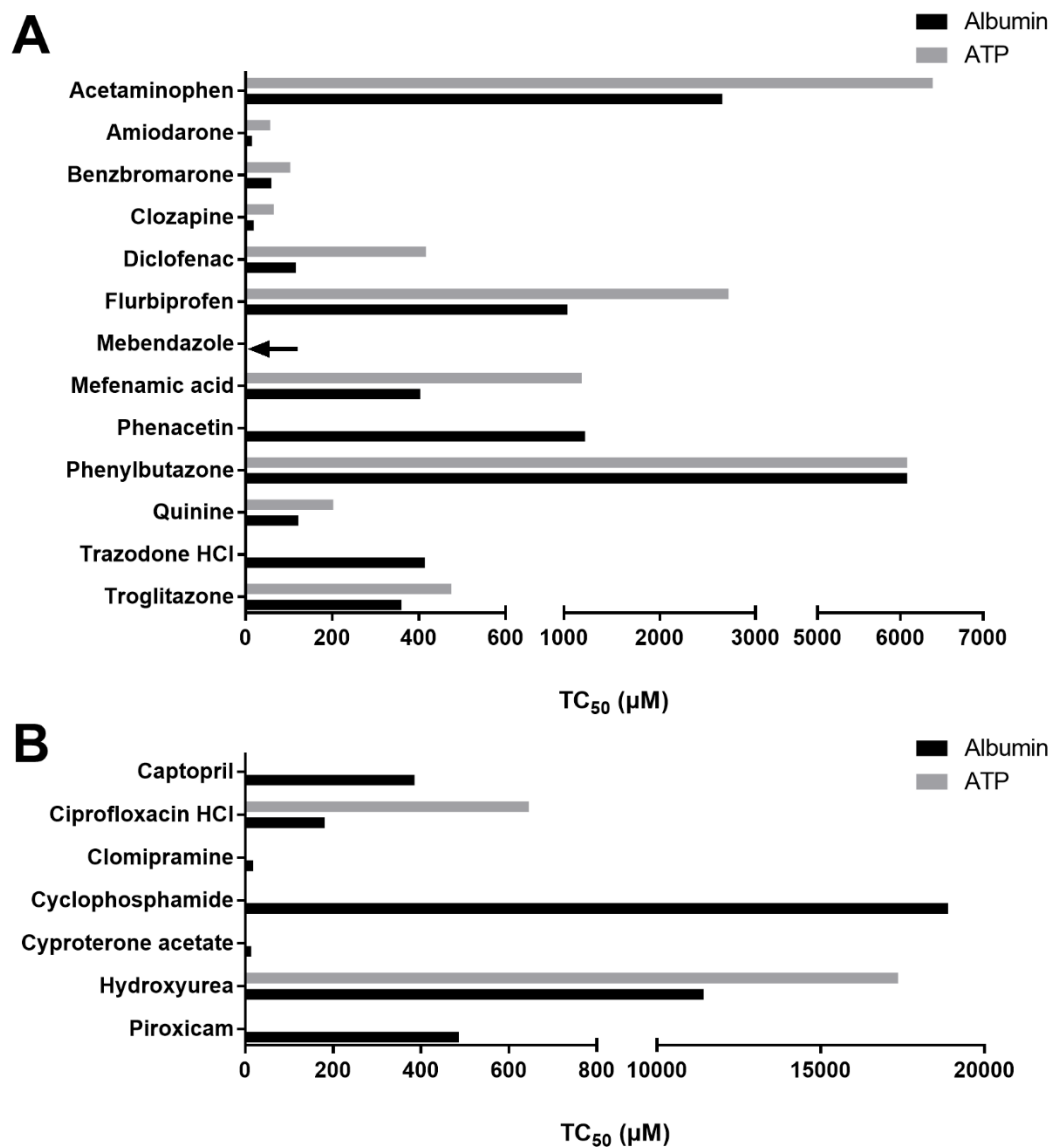 A
Albumin
ATP
Acetaminophen
Amiodarone
Benzbromarone
Clozapine
Diclofenac
Flurbiprofen
Mebendazole
Mefenamic acid
Phenacetin
Phenylbutazone
Quinine
Trazodone HCl
Troglitazone
0 200 400 600 1000 2000 3000 5000 6000 7000
TC50 (µM)
B
Albumin
ATP
Captopril
Ciprofloxacin HCl
Clomipramine
Cyclophosphamide
Cyproterone acetate
Hydroxyurea
Piroxicam
0 200 400 600 800 10000 15000 20000
TC50 (µM)